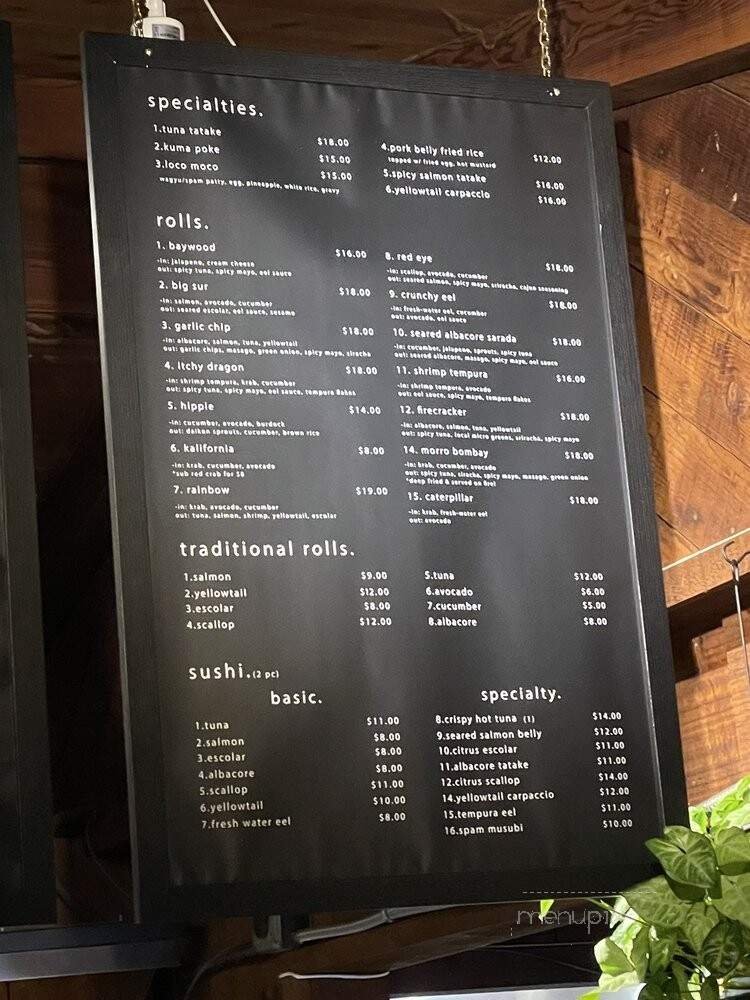 specialties.
1.tuna tatake $18.00
2.kuma poke $15.00
3.loco moco $15.00
wagyu/spam patty, egg, pineapple, white rice, gravy
4.pork belly fried rice $12.00
topped w/ fried egg, hot mustard
5.spicy salmon tatake $16.00
6.yellowtail carpaccio $16.00
rolls.
1. baywood $16.00
-in: jalapeno, cream cheese
out: spicy tuna, spicy mayo, eel sauce
2. big sur $18.00
-in: salmon, avocado, cucumber
out: seared escolar, eel sauce, sesame
3. garlic chip $18.00
-in: albacore, salmon, tuna, yellowtail
out: garlic chips, masago, green onion, spicy mayo, siracha
4. itchy dragon $18.00
-in: shrimp tempura, krab, cucumber
out: spicy tuna, spicy mayo, eel sauce, tempura flakes
5. hippie $14.00
-in: cucumber, avocado, burdock
out: daikon sprouts, cucumber, brown rice
6. kalifornia $8.00
-in: krab, cucumber, avocado
*sub red crab for $8
7. rainbow $19.00
-in: krab, avocado, cucumber
out: tuna, salmon, shrimp, yellowtail, escolar
8. red eye $18.00
-in: scallop, avocado, cucumber
out: seared salmon, spicy mayo, sriracha, cajun seasoning
9. crunchy eel $18.00
-in: fresh-water eel, cucumber
out: avocado, eel sauce
10. seared albacore sarada $18.00
-in: cucumber, jalapeno, sprouts, spicy tuna
out: seared albacore, masago, spicy mayo, eel sauce
11. shrimp tempura $16.00
-in: shrimp tempura, avocado
out: eel sauce, spicy mayo, tempura flakes
12. firecracker $18.00
-in: albacore, salmon, tuna, yellowtail
out: spicy tuna, local micro greens, sriracha, spicy mayo
14. morro bombay $18.00
-in: krab, cucumber, avocado
out: spicy tuna, siracha, spicy mayo, masago, green onion
*deep fried & served on foyl
15. caterpillar $18.00
-in: krab, fresh-water eel
out: avocado
traditional rolls.
1.salmon $9.00
2.yellowtail $12.00
3.escolar $8.00
4.scallop $12.00
5.tuna $12.00
6.avocado $6.00
7.cucumber $5.00
8.albacore $8.00
sushi.(2 pc)
basic.
1.tuna $11.00
2.salmon $8.00
3.escolar $8.00
4.albacore $8.00
5.scallop $11.00
6.yellowtail $10.00
7.fresh water eel $8.00
specialty.
8.crispy hot tuna (1) $14.00
9.seared salmon belly $12.00
10.citrus escolar $11.00
11.albacore tatake $11.00
12.citrus scallop $14.00
14.yellowtail carpaccio $12.00
15.tempura eel $11.00
16.spam musubi $10.00